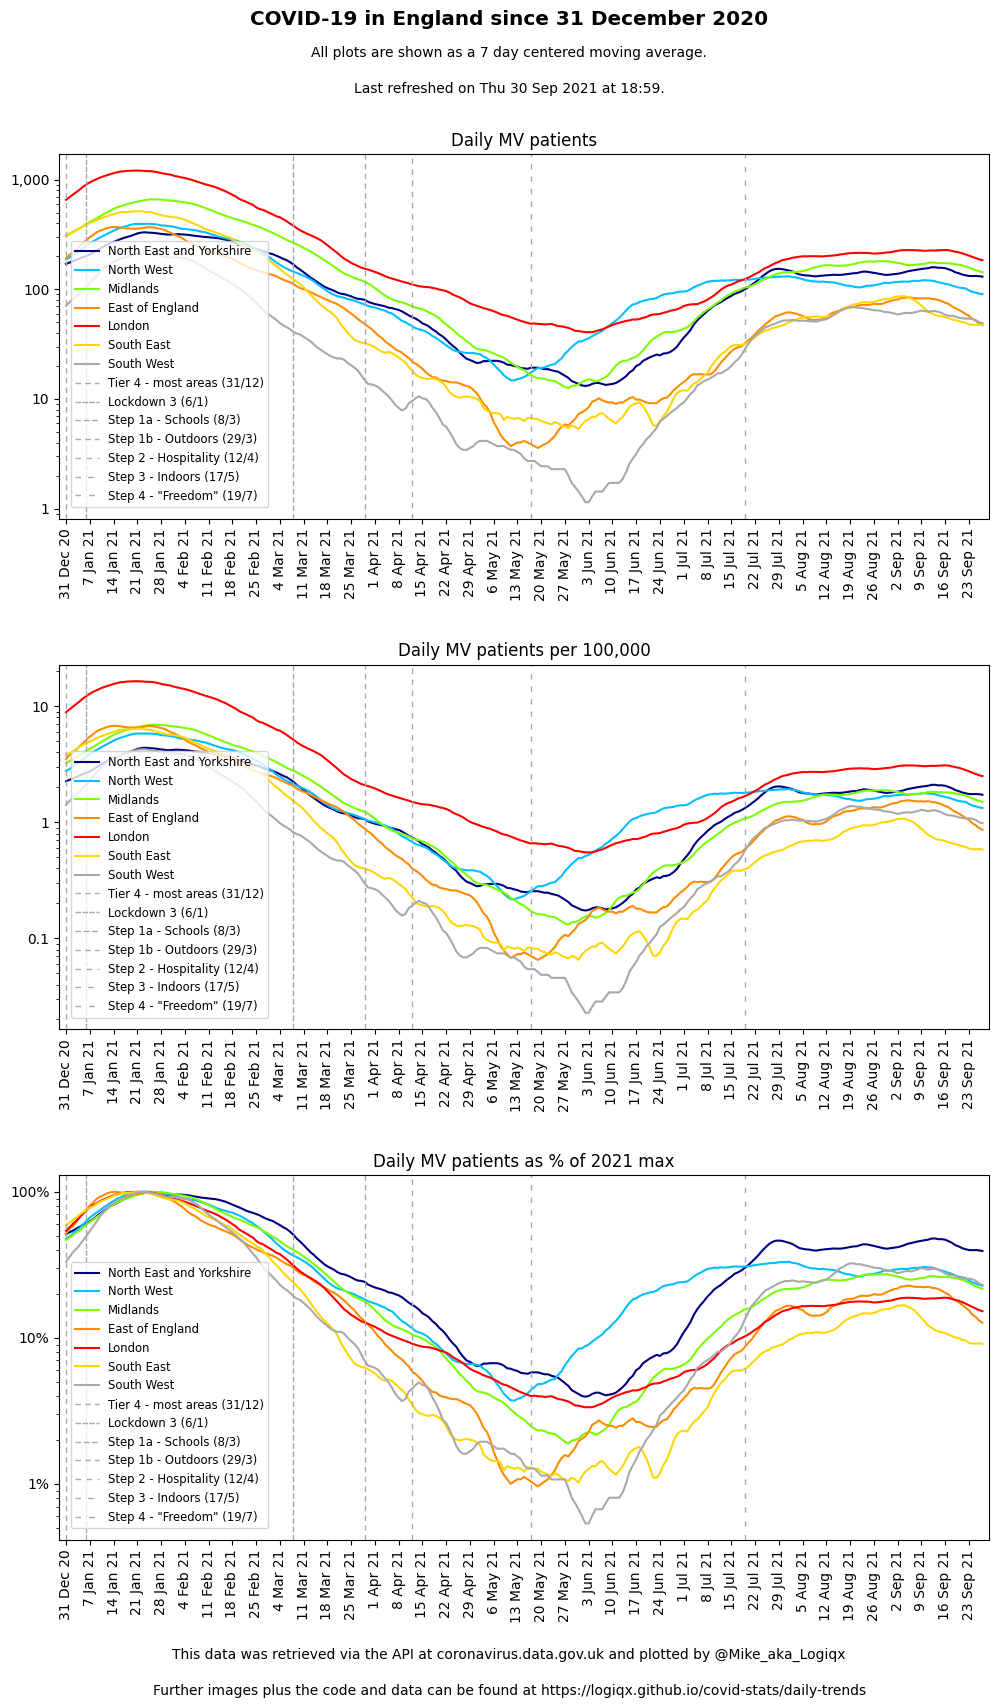 COVID-19 in England since 31 December 2020
All plots are shown as a 7 day centered moving average.
Last refreshed on Thu 30 Sep 2021 at 18:59.
Daily MV patients
1,000
100
10
1
North East and Yorkshire
North West
Midlands
East of England
London
South East
South West
Tier 4 - most areas (31/12)
Lockdown 3 (6/1)
Step 1a - Schools (8/3)
Step 1b - Outdoors (29/3)
Step 2 - Hospitality (12/4)
Step 3 - Indoors (17/5)
Step 4 - "Freedom" (19/7)
31 Dec 20
7 Jan 21
14 Jan 21
21 Jan 21
28 Jan 21
4 Feb 21
11 Feb 21
18 Feb 21
25 Feb 21
4 Mar 21
11 Mar 21
18 Mar 21
25 Mar 21
1 Apr 21
8 Apr 21
15 Apr 21
22 Apr 21
29 Apr 21
6 May 21
13 May 21
20 May 21
27 May 21
3 Jun 21
10 Jun 21
17 Jun 21
24 Jun 21
1 Jul 21
8 Jul 21
15 Jul 21
22 Jul 21
29 Jul 21
5 Aug 21
12 Aug 21
19 Aug 21
26 Aug 21
2 Sep 21
9 Sep 21
16 Sep 21
23 Sep 21
Daily MV patients per 100,000
10
1
0.1
North East and Yorkshire
North West
Midlands
East of England
London
South East
South West
Tier 4 - most areas (31/12)
Lockdown 3 (6/1)
Step 1a - Schools (8/3)
Step 1b - Outdoors (29/3)
Step 2 - Hospitality (12/4)
Step 3 - Indoors (17/5)
Step 4 - "Freedom" (19/7)
31 Dec 20
7 Jan 21
14 Jan 21
21 Jan 21
28 Jan 21
4 Feb 21
11 Feb 21
18 Feb 21
25 Feb 21
4 Mar 21
11 Mar 21
18 Mar 21
25 Mar 21
1 Apr 21
8 Apr 21
15 Apr 21
22 Apr 21
29 Apr 21
6 May 21
13 May 21
20 May 21
27 May 21
3 Jun 21
10 Jun 21
17 Jun 21
24 Jun 21
1 Jul 21
8 Jul 21
15 Jul 21
22 Jul 21
29 Jul 21
5 Aug 21
12 Aug 21
19 Aug 21
26 Aug 21
2 Sep 21
9 Sep 21
16 Sep 21
23 Sep 21
Daily MV patients as % of 2021 max
100%
10%
1%
North East and Yorkshire
North West
Midlands
East of England
London
South East
South West
Tier 4 - most areas (31/12)
Lockdown 3 (6/1)
Step 1a - Schools (8/3)
Step 1b - Outdoors (29/3)
Step 2 - Hospitality (12/4)
Step 3 - Indoors (17/5)
Step 4 - "Freedom" (19/7)
31 Dec 20
7 Jan 21
14 Jan 21
21 Jan 21
28 Jan 21
4 Feb 21
11 Feb 21
18 Feb 21
25 Feb 21
4 Mar 21
11 Mar 21
18 Mar 21
25 Mar 21
1 Apr 21
8 Apr 21
15 Apr 21
22 Apr 21
29 Apr 21
6 May 21
13 May 21
20 May 21
27 May 21
3 Jun 21
10 Jun 21
17 Jun 21
24 Jun 21
1 Jul 21
8 Jul 21
15 Jul 21
22 Jul 21
29 Jul 21
5 Aug 21
12 Aug 21
19 Aug 21
26 Aug 21
2 Sep 21
9 Sep 21
16 Sep 21
23 Sep 21
This data was retrieved via the API at coronavirus.data.gov.uk and plotted by @Mike_aka_Logiqx
Further images plus the code and data can be found at https://logiqx.github.io/covid-stats/daily-trends